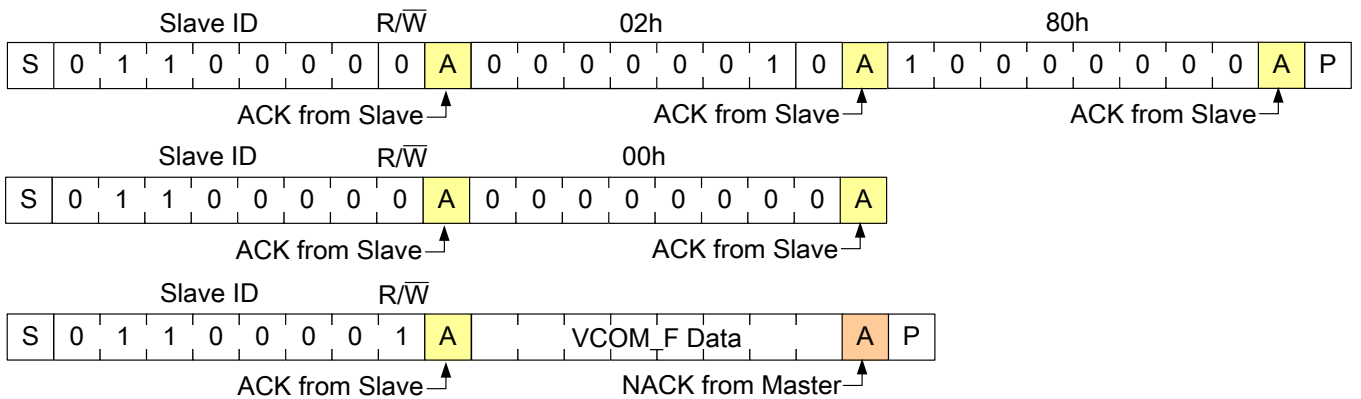 Slave ID R/W̅ 02h 80h
S 0 1 1 0 0 0 0 0 A 0 0 0 0 0 0 1 0 A 1 0 0 0 0 0 0 0 A P
ACK from Slave ACK from Slave ACK from Slave
Slave ID R/W̅ 00h
S 0 1 1 0 0 0 0 0 A 0 0 0 0 0 0 0 0 A
ACK from Slave ACK from Slave
Slave ID R/W̅
S 0 1 1 0 0 0 0 1 A VCOM_F Data A P
ACK from Slave NACK from Master